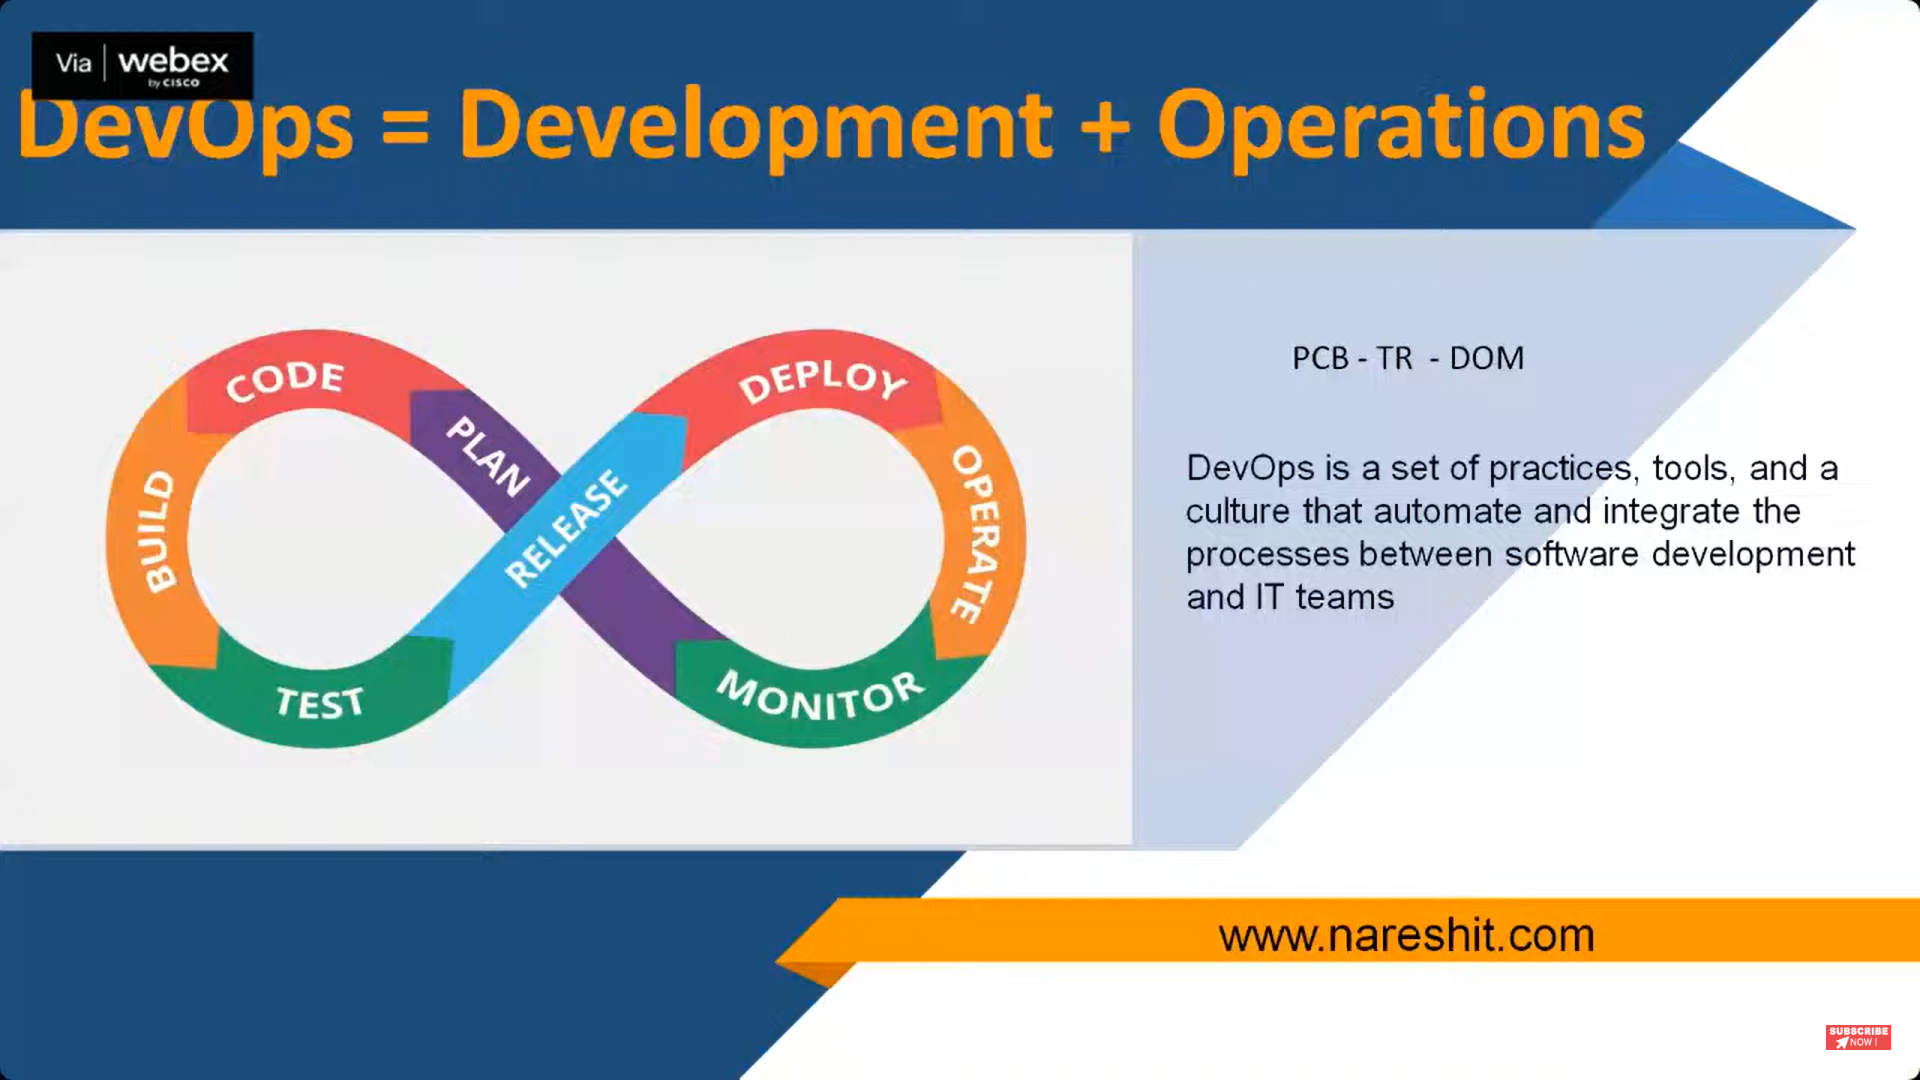 Via | webex
by CISCO
DevOps = Development + Operations
CODE
PLAN
BUILD
TEST
RELEASE
DEPLOY
OPERATE
MONITOR
PCB - TR  - DOM
DevOps is a set of practices, tools, and a
culture that automate and integrate the
processes between software development
and IT teams
www.nareshit.com
SUBSCRIBE
NOW !